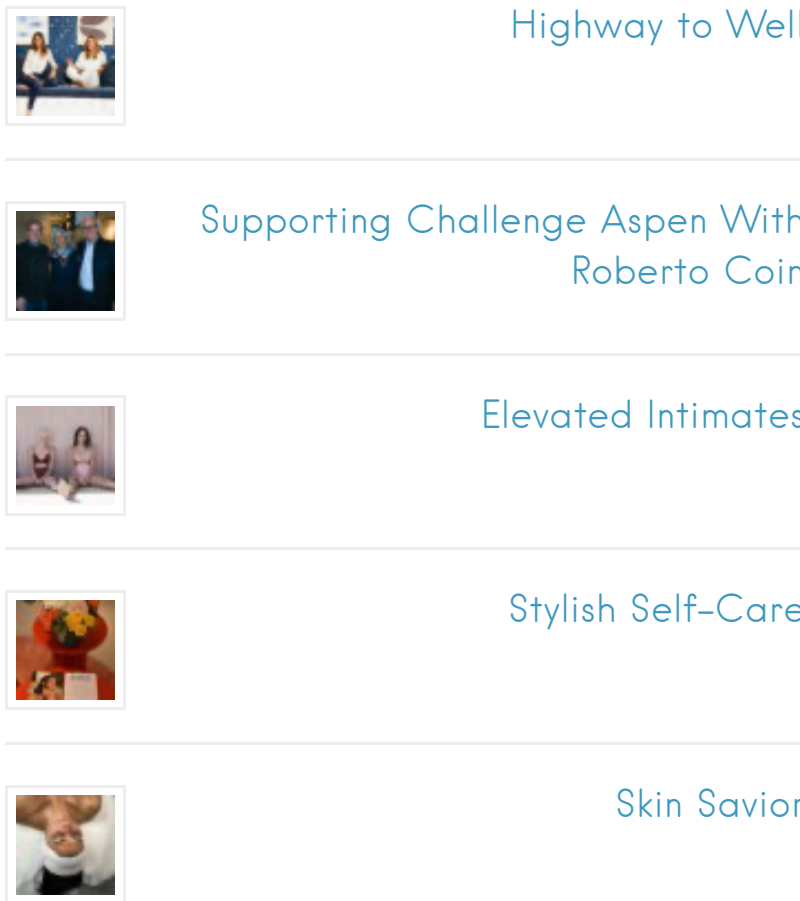 Highway to Well
Supporting Challenge Aspen With
Roberto Coin
Elevated Intimates
Stylish Self-Care
Skin Savior